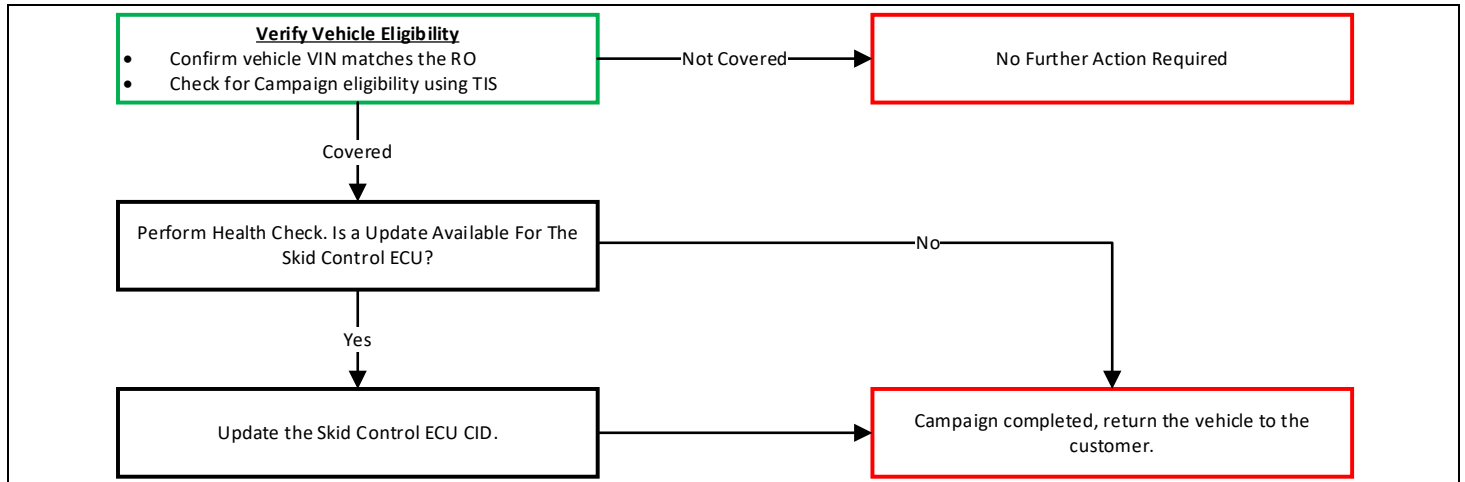 Verify Vehicle Eligibility
• Confirm vehicle VIN matches the RO
• Check for Campaign eligibility using TIS
Not Covered
No Further Action Required
Covered
Perform Health Check. Is a Update Available For The
Skid Control ECU?
No
Yes
Update the Skid Control ECU CID.
Campaign completed, return the vehicle to the
customer.